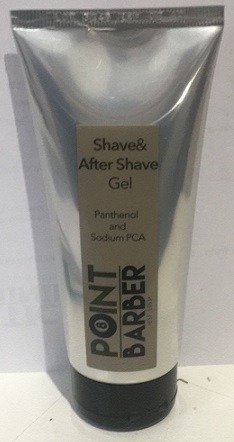 Shave&
After Shave
Gel
Panthenol
and
Sodium PCA
POINT
BARBER